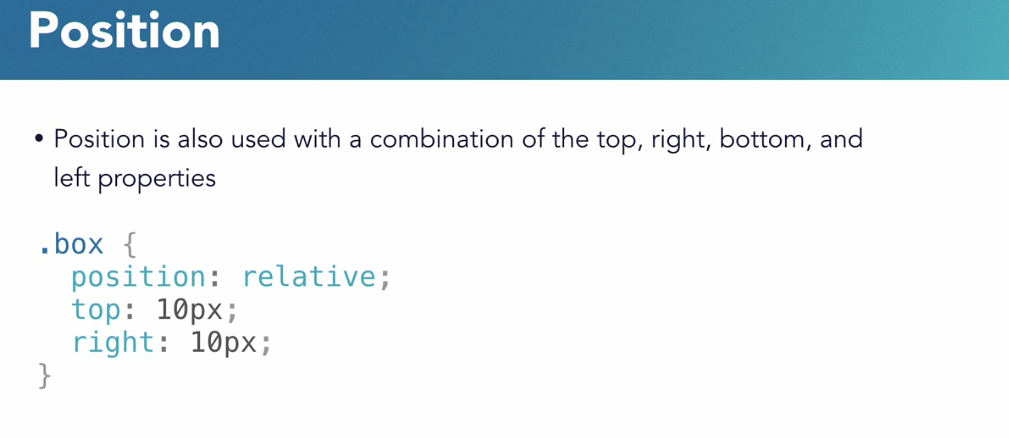 Position
• Position is also used with a combination of the top, right, bottom, and
left properties
.box {
  position: relative;
  top: 10px;
  right: 10px;
}